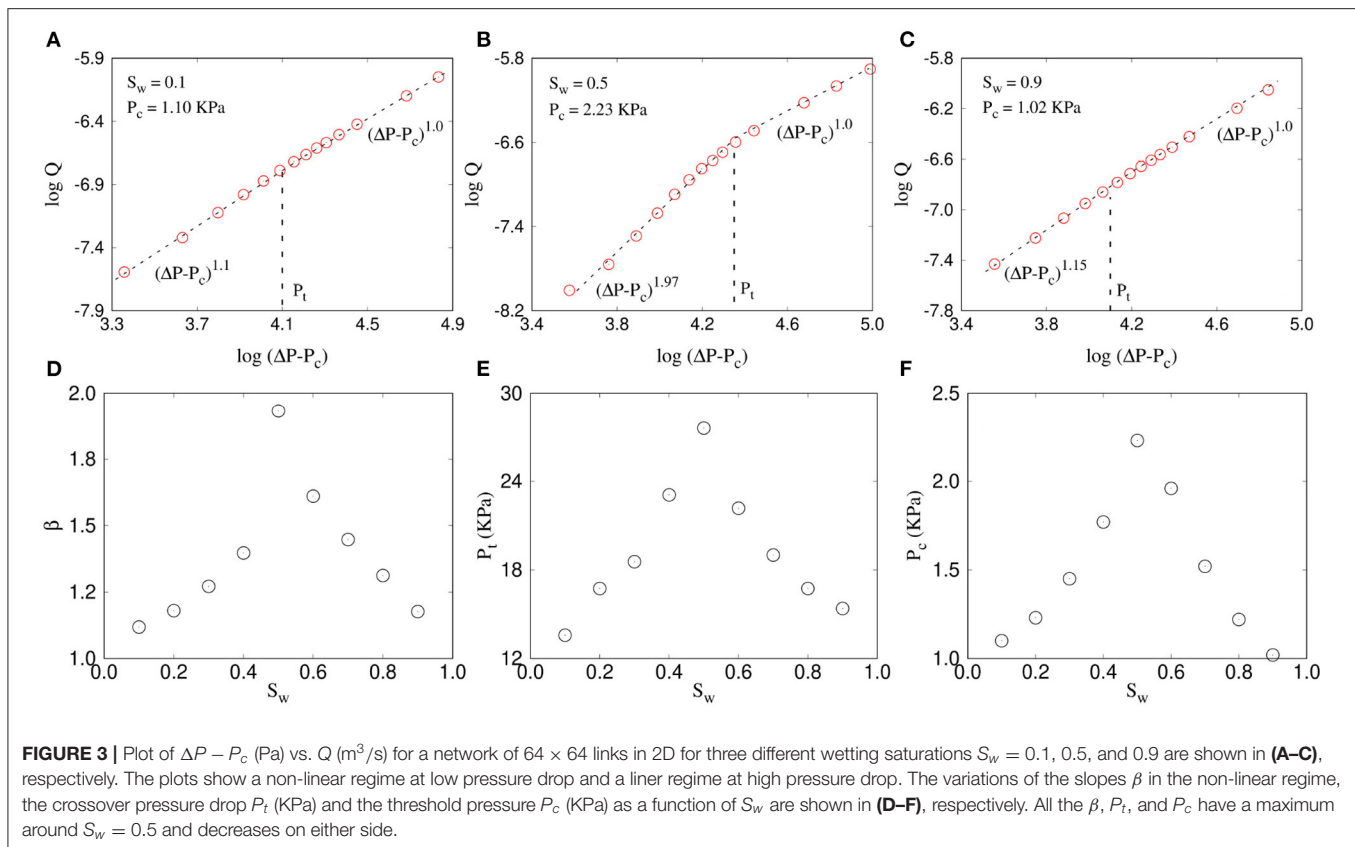 A
B
C
-5.9
-6.4
-6.9
-7.4
-7.9
log Q
S_w = 0.1
P_c = 1.10 KPa
(ΔP-P_c)^1.0
(ΔP-P_c)^1.1
P_t
3.3 3.7 4.1 4.5 4.9
log (ΔP-P_c)
-5.8
-6.6
-7.4
-8.2
log Q
S_w = 0.5
P_c = 2.23 KPa
(ΔP-P_c)^1.0
(ΔP-P_c)^1.97
P_t
3.4 3.8 4.2 4.6 5.0
log (ΔP-P_c)
-5.8
-6.2
-6.6
-7.0
-7.4
-7.8
log Q
S_w = 0.9
P_c = 1.02 KPa
(ΔP-P_c)^1.0
(ΔP-P_c)^1.15
P_t
3.4 3.8 4.2 4.6 5.0
log (ΔP-P_c)
D
E
F
2.0
1.8
1.5
1.2
1.0
β
0.0 0.2 0.4 0.6 0.8 1.0
S_w
30
24
18
12
P_t (KPa)
0.0 0.2 0.4 0.6 0.8 1.0
S_w
2.5
2.0
1.5
1.0
P_c (KPa)
0.0 0.2 0.4 0.6 0.8 1.0
S_w
FIGURE 3 | Plot of ΔP − P_c (Pa) vs. Q (m³/s) for a network of 64 × 64 links in 2D for three different wetting saturations S_w = 0.1, 0.5, and 0.9 are shown in (A–C),
respectively. The plots show a non-linear regime at low pressure drop and a liner regime at high pressure drop. The variations of the slopes β in the non-linear regime,
the crossover pressure drop P_t (KPa) and the threshold pressure P_c (KPa) as a function of S_w are shown in (D–F), respectively. All the β, P_t, and P_c have a maximum
around S_w = 0.5 and decreases on either side.